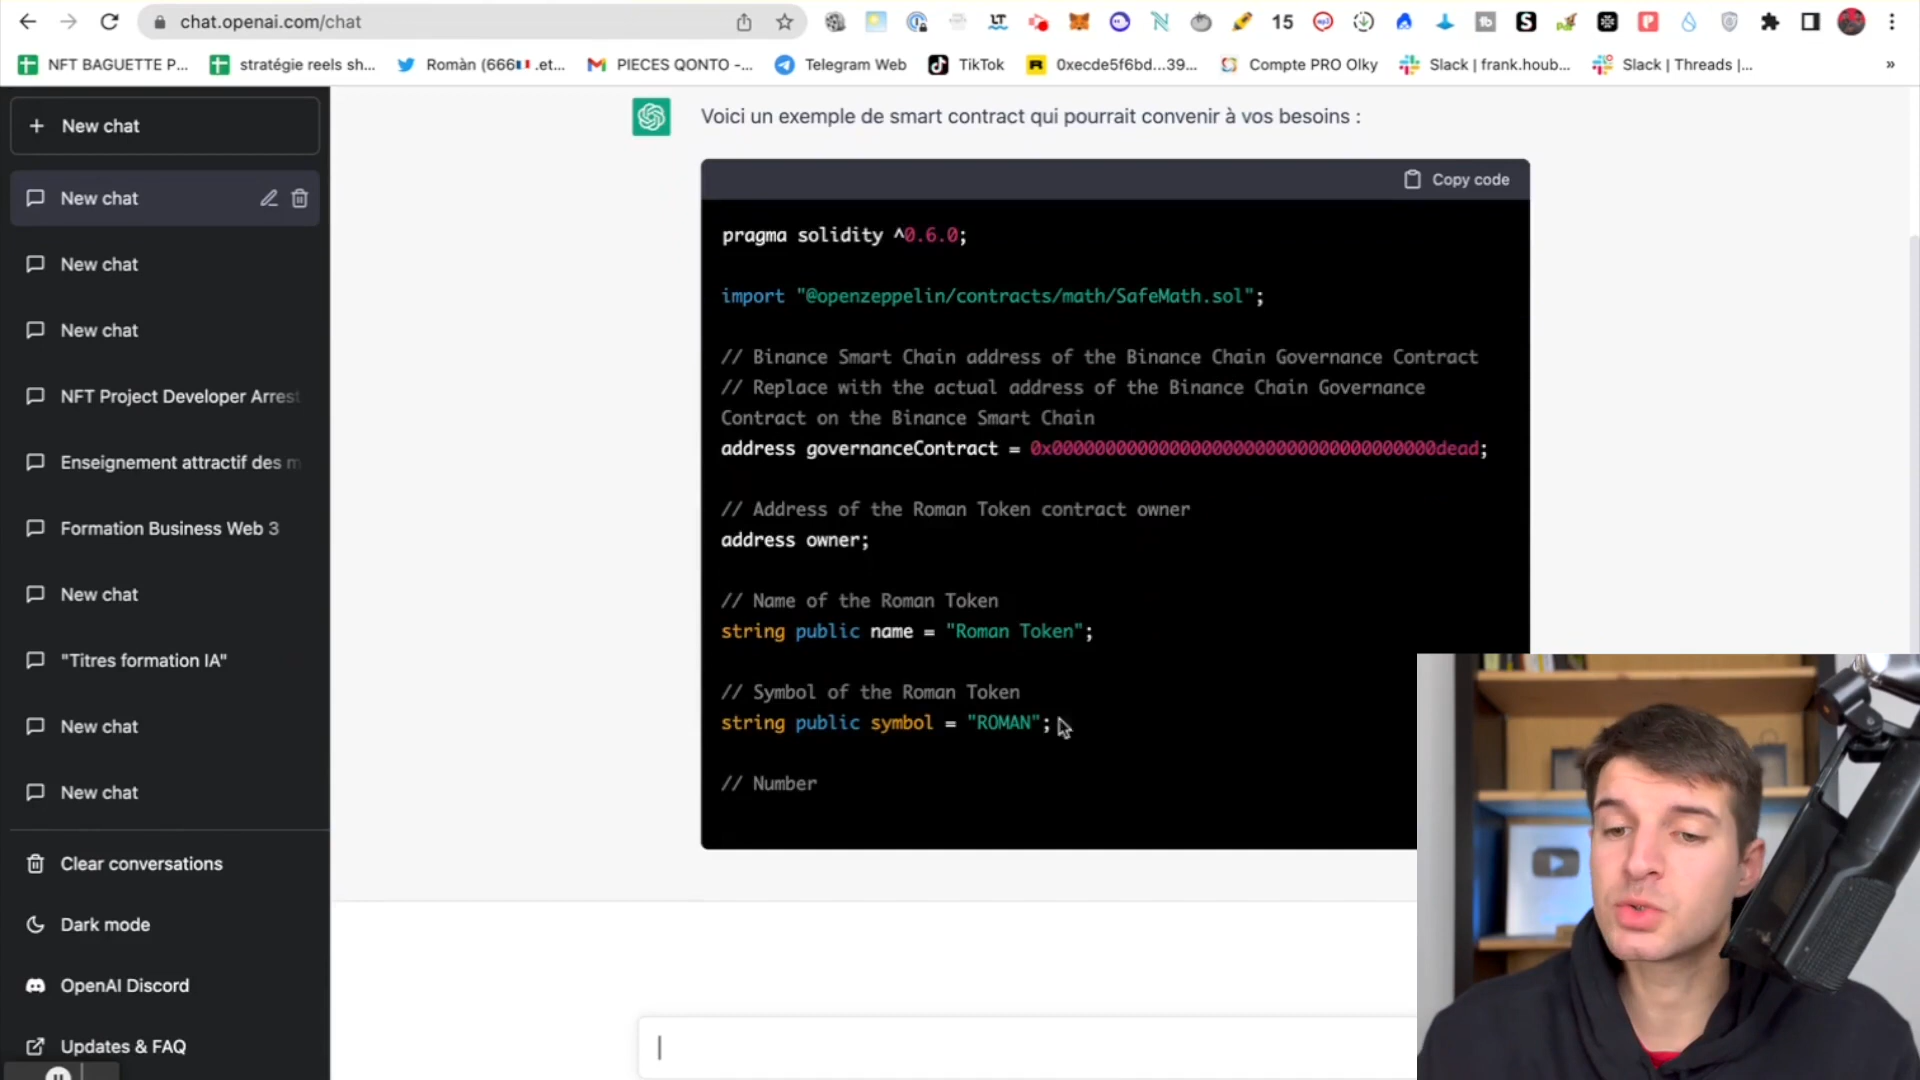 chat.openai.com/chat
15
NFT BAGUETTE P...
stratégie reels sh...
Romàn (666🇫🇷.et...
PIECES QONTO -...
Telegram Web
TikTok
0xecde5f6bd...39...
Compte PRO Olky
Slack | frank.houb...
Slack | Threads |...
»
+ New chat
New chat
New chat
New chat
NFT Project Developer Arrest
Enseignement attractif des m
Formation Business Web 3
New chat
"Titres formation IA"
New chat
New chat
Clear conversations
Dark mode
OpenAI Discord
Updates & FAQ
Voici un exemple de smart contract qui pourrait convenir à vos besoins :
Copy code
pragma solidity ^0.6.0;
import "@openzeppelin/contracts/math/SafeMath.sol";
// Binance Smart Chain address of the Binance Chain Governance Contract
// Replace with the actual address of the Binance Chain Governance
Contract on the Binance Smart Chain
address governanceContract = 0x000000000000000000000000000000000000dead;
// Address of the Roman Token contract owner
address owner;
// Name of the Roman Token
string public name = "Roman Token";
// Symbol of the Roman Token
string public symbol = "ROMAN";
// Number